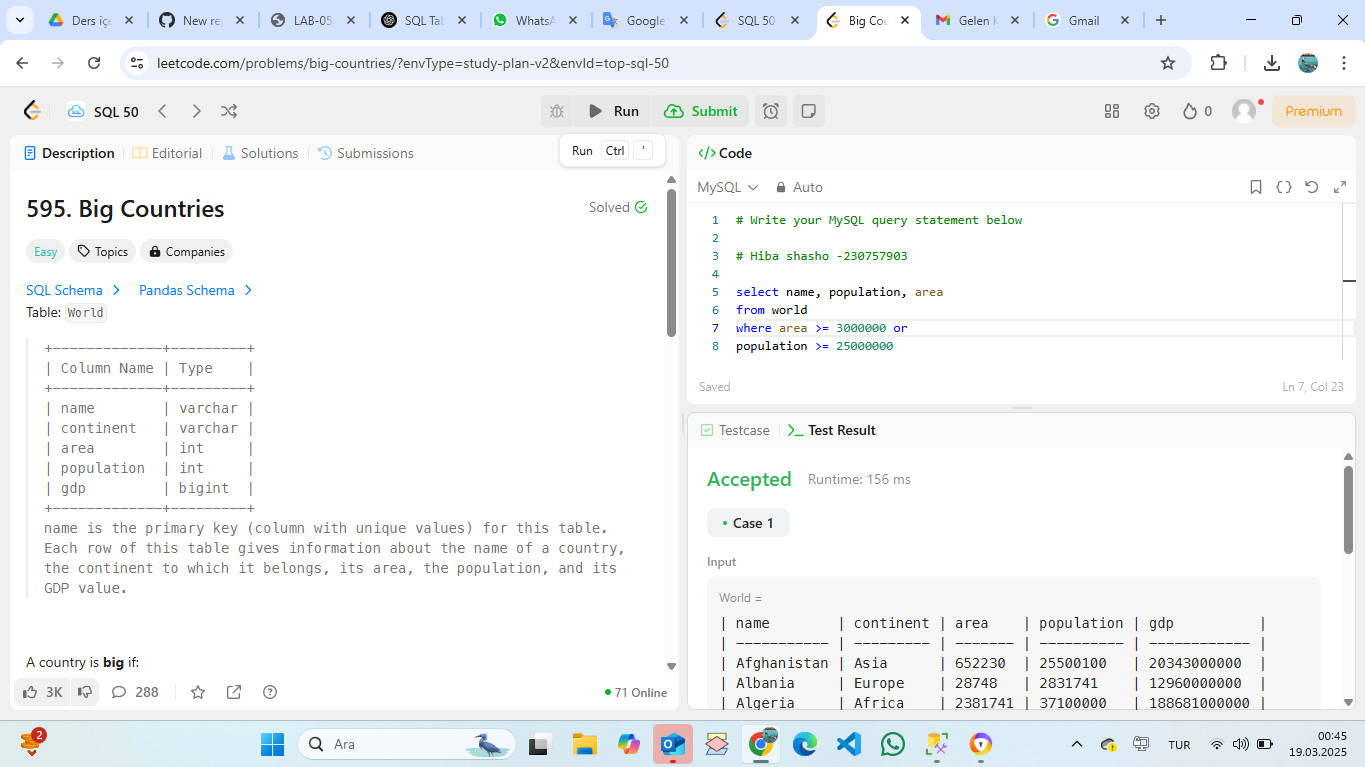 Ders içe
New re
LAB-05
SQL Tab
WhatsA
Google
SQL 50
Big Cou
Gelen K
Gmail
leetcode.com/problems/big-countries/?envType=study-plan-v2&envId=top-sql-50
SQL 50
Run
Submit
0
Premium
Description
Editorial
Solutions
Submissions
Run Ctrl '
595. Big Countries
Solved
Easy
Topics
Companies
SQL Schema
Pandas Schema
Table: World
+-------------+---------+
| Column Name | Type    |
+-------------+---------+
| name        | varchar |
| continent   | varchar |
| area        | int     |
| population  | int     |
| gdp         | bigint  |
+-------------+---------+
name is the primary key (column with unique values) for this table.
Each row of this table gives information about the name of a country,
the continent to which it belongs, its area, the population, and its
GDP value.
A country is big if:
3K
288
71 Online
</> Code
MySQL
Auto
1 # Write your MySQL query statement below
2
3 # Hiba shasho -230757903
4
5 select name, population, area
6 from world
7 where area >= 3000000 or
8 population >= 25000000
Saved
Ln 7, Col 23
Testcase
Test Result
Accepted
Runtime: 156 ms
Case 1
Input
World =
| name        | continent | area    | population | gdp          |
| ----------- | --------- | ------- | ---------- | ------------ |
| Afghanistan | Asia      | 652230  | 25500100   | 20343000000  |
| Albania     | Europe    | 28748   | 2831741    | 12960000000  |
| Algeria     | Africa    | 2381741 | 37100000   | 188681000000 |
2
Ara
TUR
00:45
19.03.2025